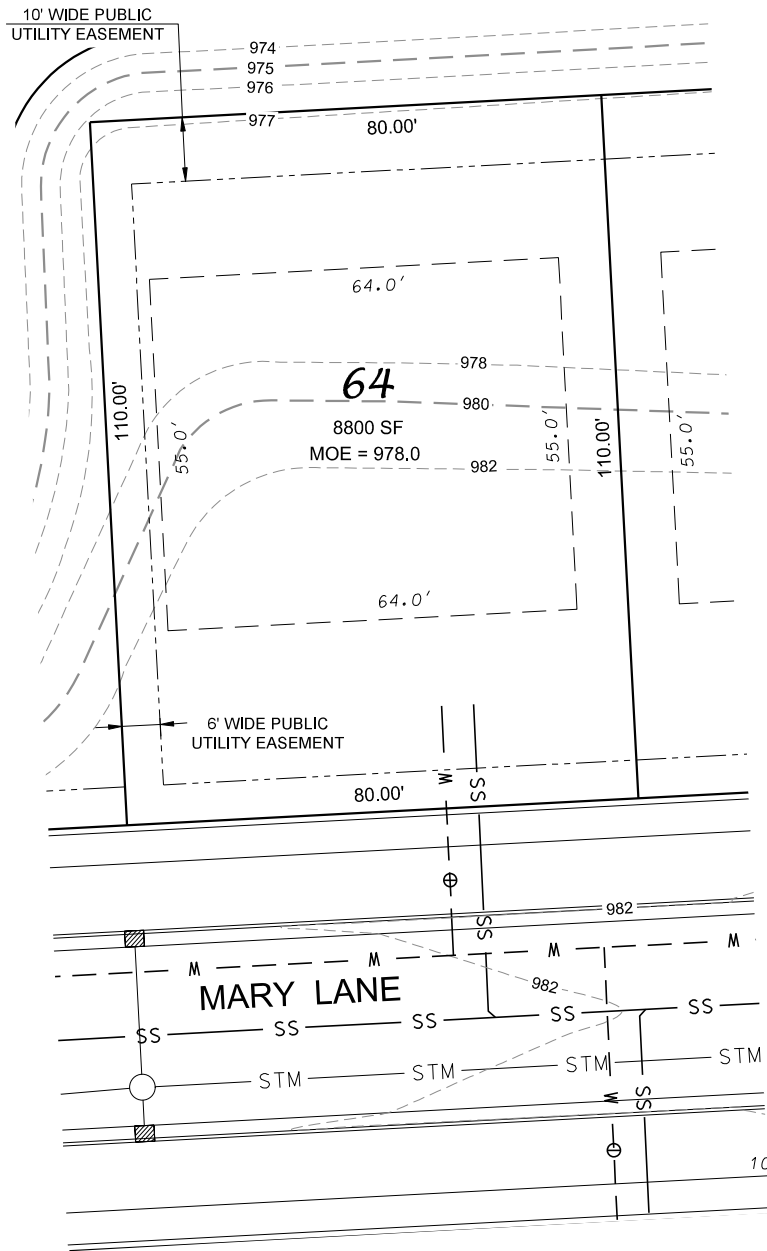 10' WIDE PUBLIC
UTILITY EASEMENT
974
975
976
977
80.00'
64.0'
978
64
980
8800 SF
MOE = 978.0
982
110.00'
55.0'
55.0'
110.00'
55.0'
64.0'
6' WIDE PUBLIC
UTILITY EASEMENT
W
SS
80.00'
982
SS
W
W
W
W
MARY LANE
982
SS
SS
SS
SS
SS
STM
STM
STM
STM
W
SS
10